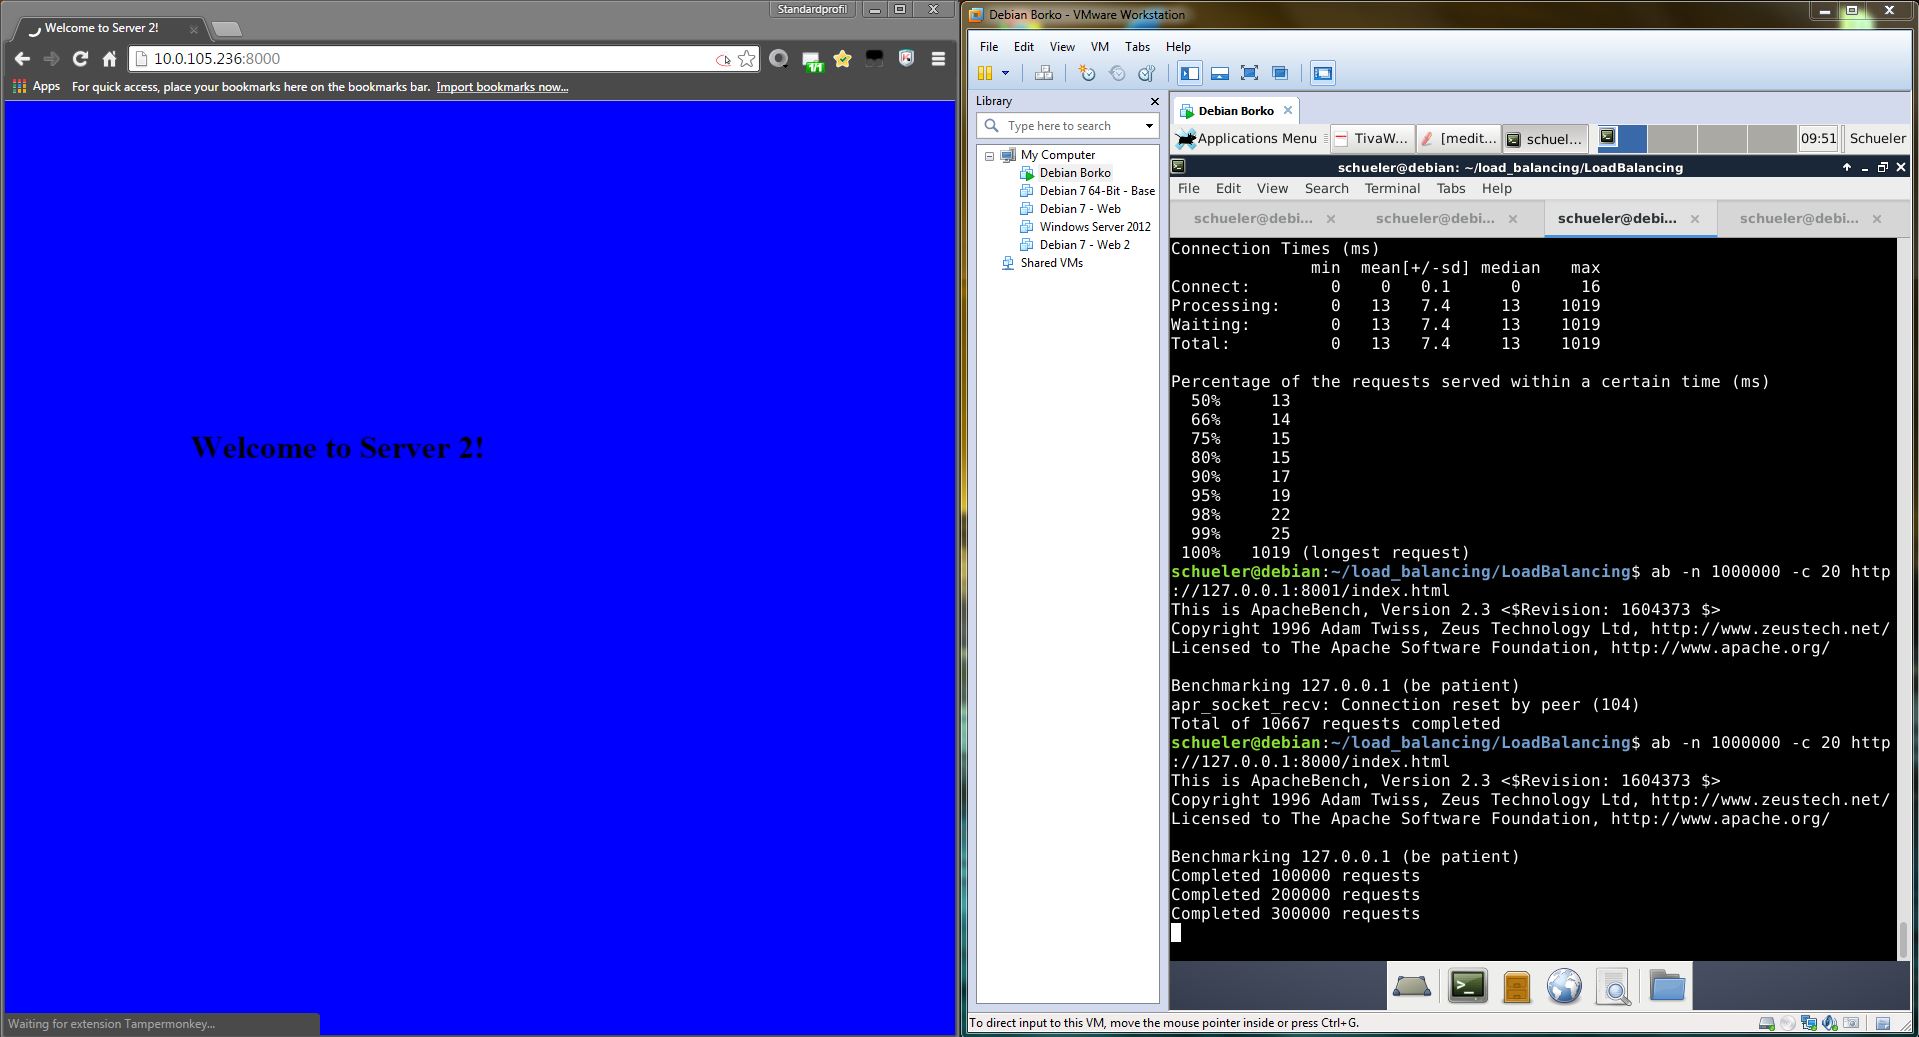 Standardprofil
Welcome to Server 2!
10.0.105.236:8000
1/1
Apps For quick access, place your bookmarks here on the bookmarks bar. Import bookmarks now...
Welcome to Server 2!
Waiting for extension Tampermonkey...
Debian Borko - VMware Workstation
File Edit View VM Tabs Help
Library
Type here to search
My Computer
Debian Borko
Debian 7 64-Bit - Base
Debian 7 - Web
Windows Server 2012
Debian 7 - Web 2
Shared VMs
Debian Borko
Applications Menu TivaW... [medit... schuel... 09:51 Schueler
schueler@debian: ~/load_balancing/LoadBalancing
File Edit View Search Terminal Tabs Help
schueler@debi... schueler@debi... schueler@debi... schueler@debi...
Connection Times (ms)
min mean[+/-sd] median max
Connect: 0 0 0.1 0 16
Processing: 0 13 7.4 13 1019
Waiting: 0 13 7.4 13 1019
Total: 0 13 7.4 13 1019
Percentage of the requests served within a certain time (ms)
50% 13
66% 14
75% 15
80% 15
90% 17
95% 19
98% 22
99% 25
100% 1019 (longest request)
schueler@debian:~/load_balancing/LoadBalancing$ ab -n 1000000 -c 20 http
://127.0.0.1:8001/index.html
This is ApacheBench, Version 2.3 <$Revision: 1604373 $>
Copyright 1996 Adam Twiss, Zeus Technology Ltd, http://www.zeustech.net/
Licensed to The Apache Software Foundation, http://www.apache.org/
Benchmarking 127.0.0.1 (be patient)
apr_socket_recv: Connection reset by peer (104)
Total of 10667 requests completed
schueler@debian:~/load_balancing/LoadBalancing$ ab -n 1000000 -c 20 http
://127.0.0.1:8000/index.html
This is ApacheBench, Version 2.3 <$Revision: 1604373 $>
Copyright 1996 Adam Twiss, Zeus Technology Ltd, http://www.zeustech.net/
Licensed to The Apache Software Foundation, http://www.apache.org/
Benchmarking 127.0.0.1 (be patient)
Completed 100000 requests
Completed 200000 requests
Completed 300000 requests
To direct input to this VM, move the mouse pointer inside or press Ctrl+G.